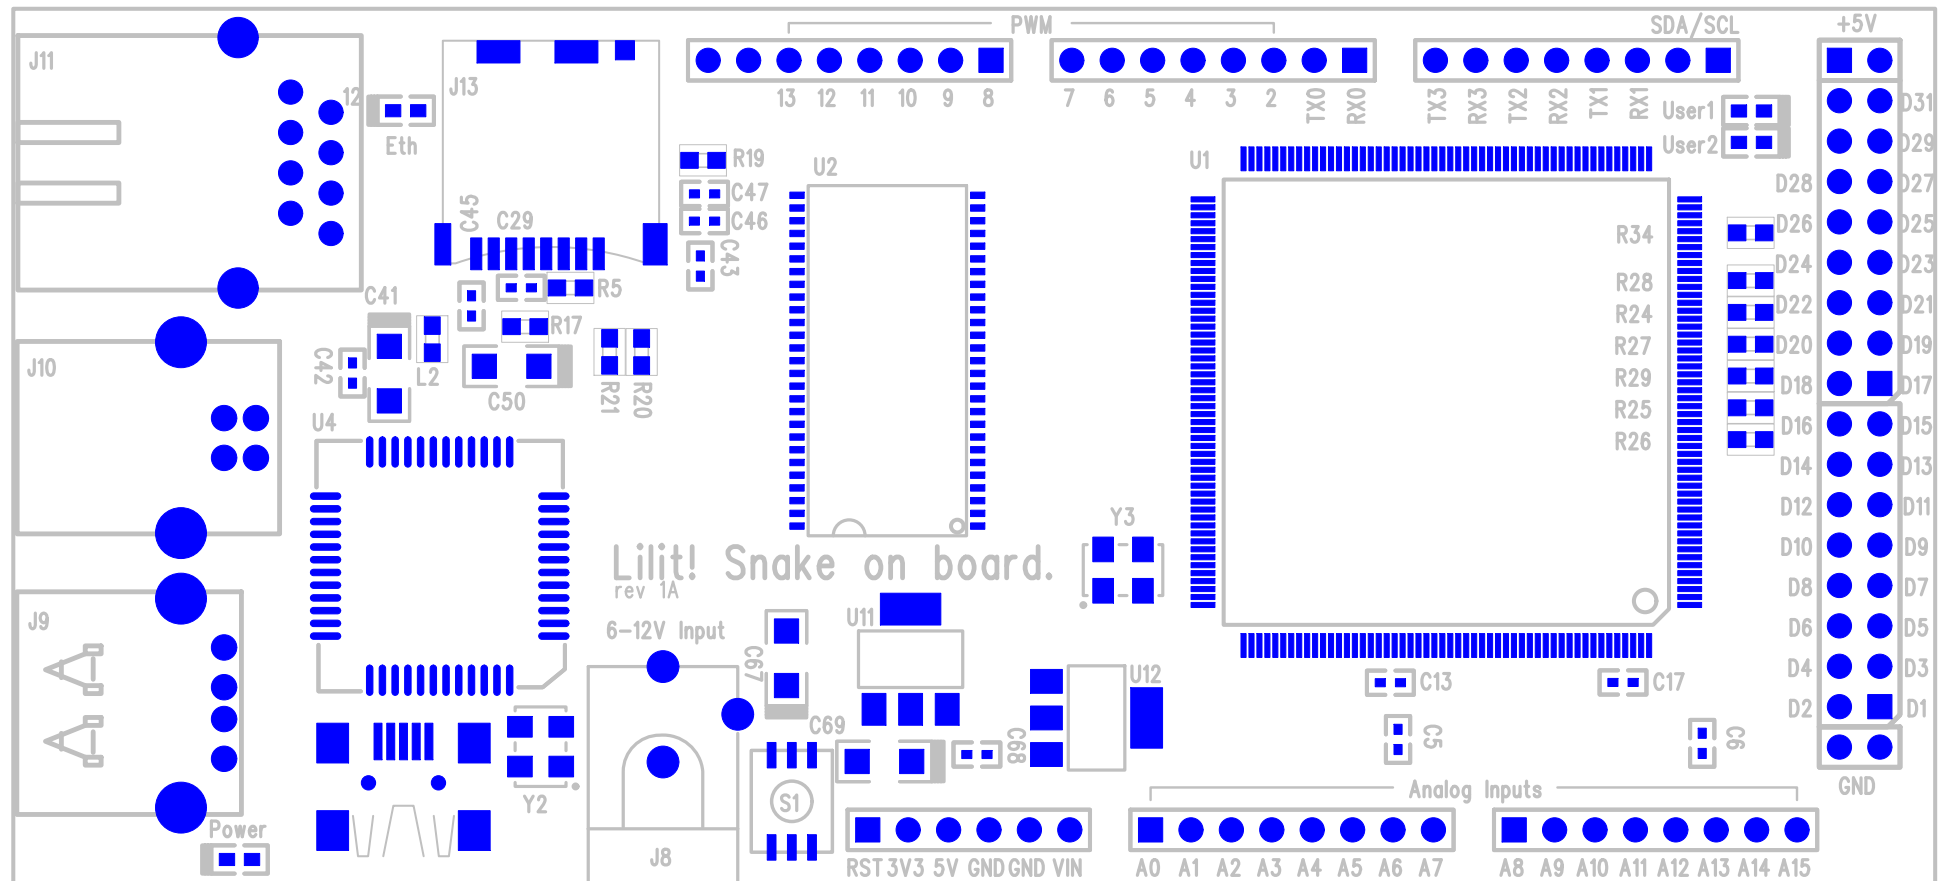 PWM
SDA/SCL
+5V
J11
J13
12
Eth
13 12 11 10 9 8
7 6 5 4 3 2 TX0 RX0
TX3 RX3 TX2 RX2 TX1 RX1
User1
User2
D31
D29
D28 D27
D26 D25
D24 D23
D22 D21
D20 D19
D18 D17
D16 D15
D14 D13
D12 D11
D10 D9
D8 D7
D6 D5
D4 D3
D2 D1
GND
R19
C47
C46
C43
U2
U1
C45
C29
R5
R17
C41
C42
L2
C50
R21
R20
J10
U4
R34
R28
R24
R27
R29
R25
R26
Y3
Lilit! Snake on board.
rev 1A
6-12V Input
U11
U12
J9
C67
C69
C68
C13
C17
C5
C6
Y2
S1
J8
Power
Analog Inputs
RST 3V3 5V GND GND VIN
A0 A1 A2 A3 A4 A5 A6 A7
A8 A9 A10 A11 A12 A13 A14 A15